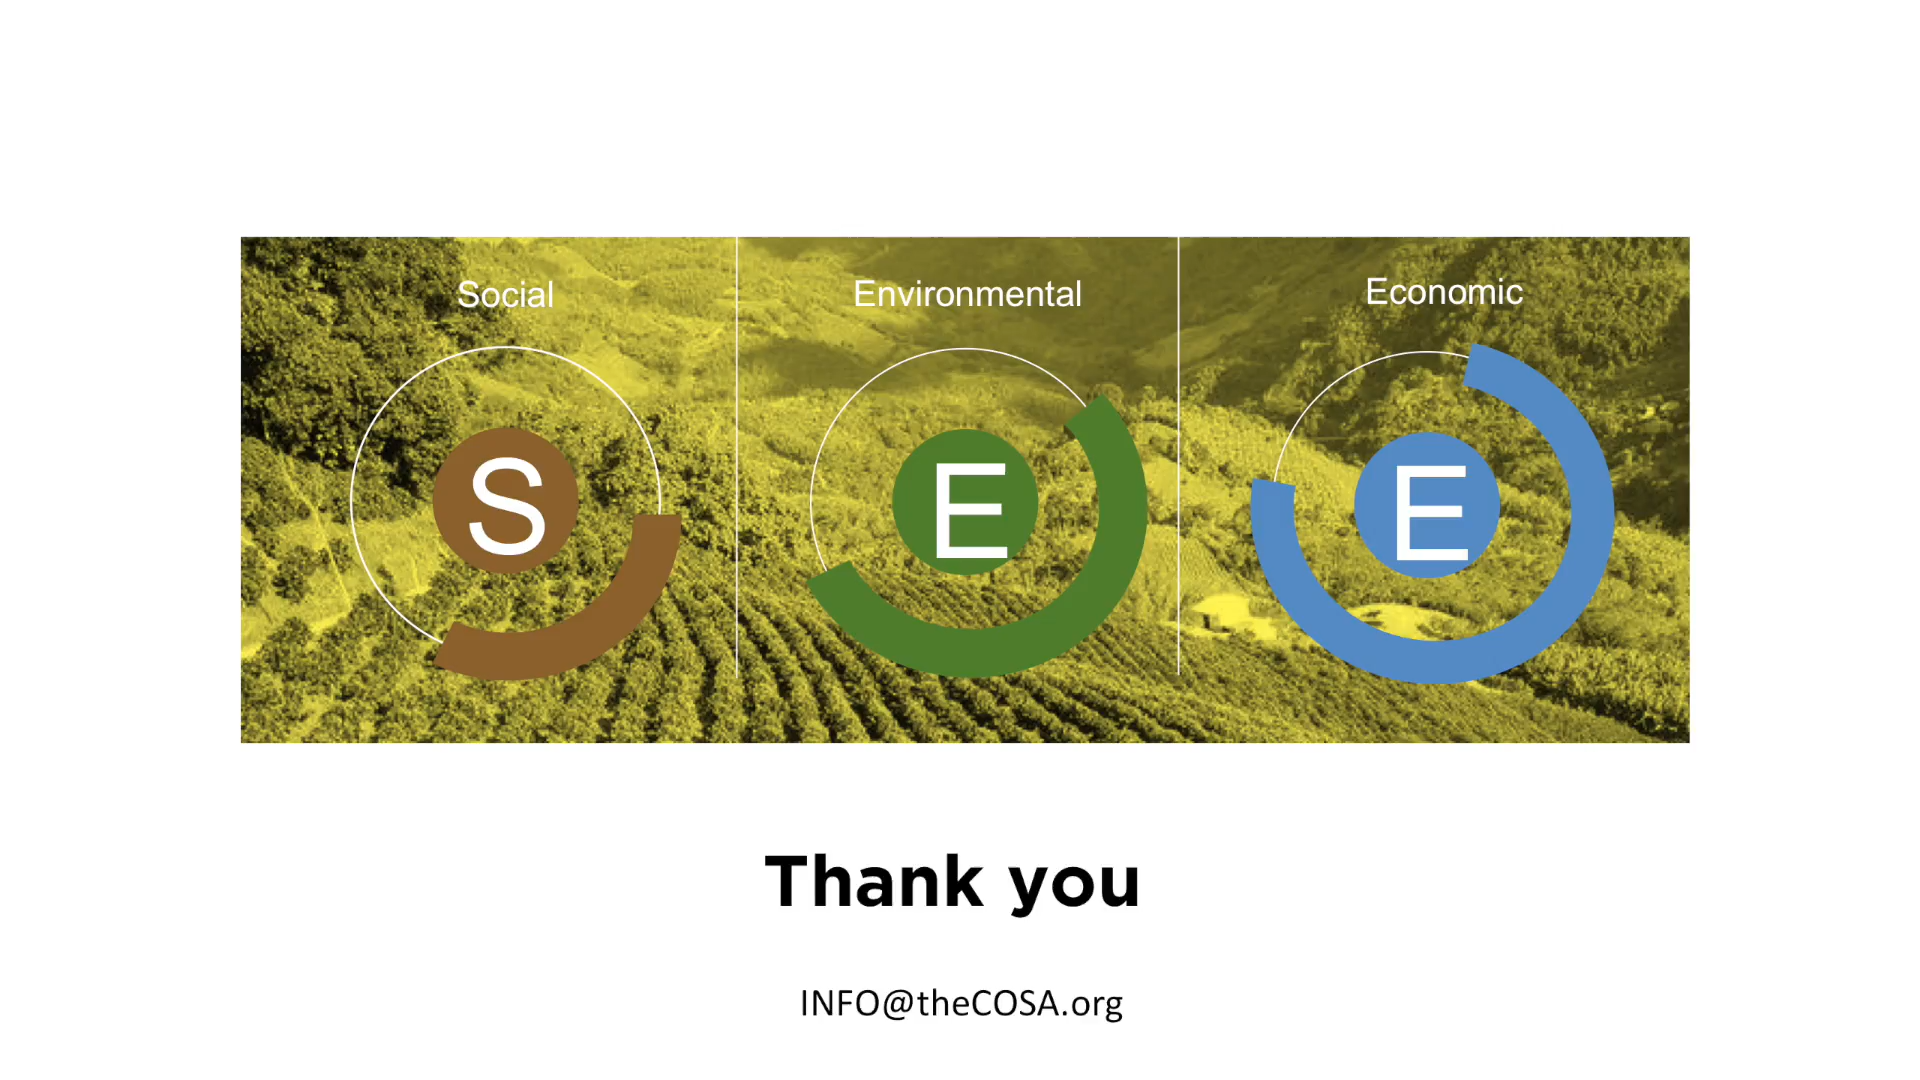 Social
Environmental
Economic
S
E
E
Thank you
INFO@theCOSA.org